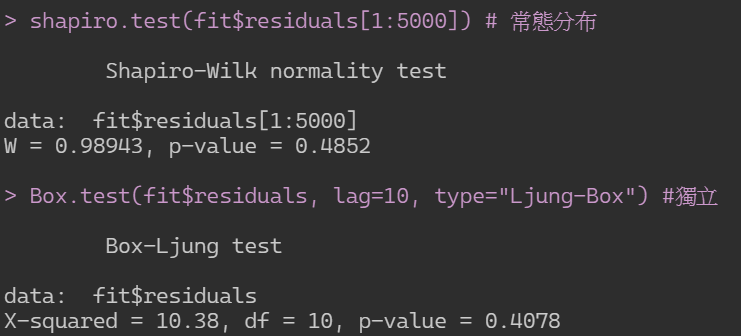 > shapiro.test(fit$residuals[1:5000]) # 常態分布
Shapiro-Wilk normality test
data:  fit$residuals[1:5000]
W = 0.98943, p-value = 0.4852
> Box.test(fit$residuals, lag=10, type="Ljung-Box") #獨立
Box-Ljung test
data:  fit$residuals
X-squared = 10.38, df = 10, p-value = 0.4078